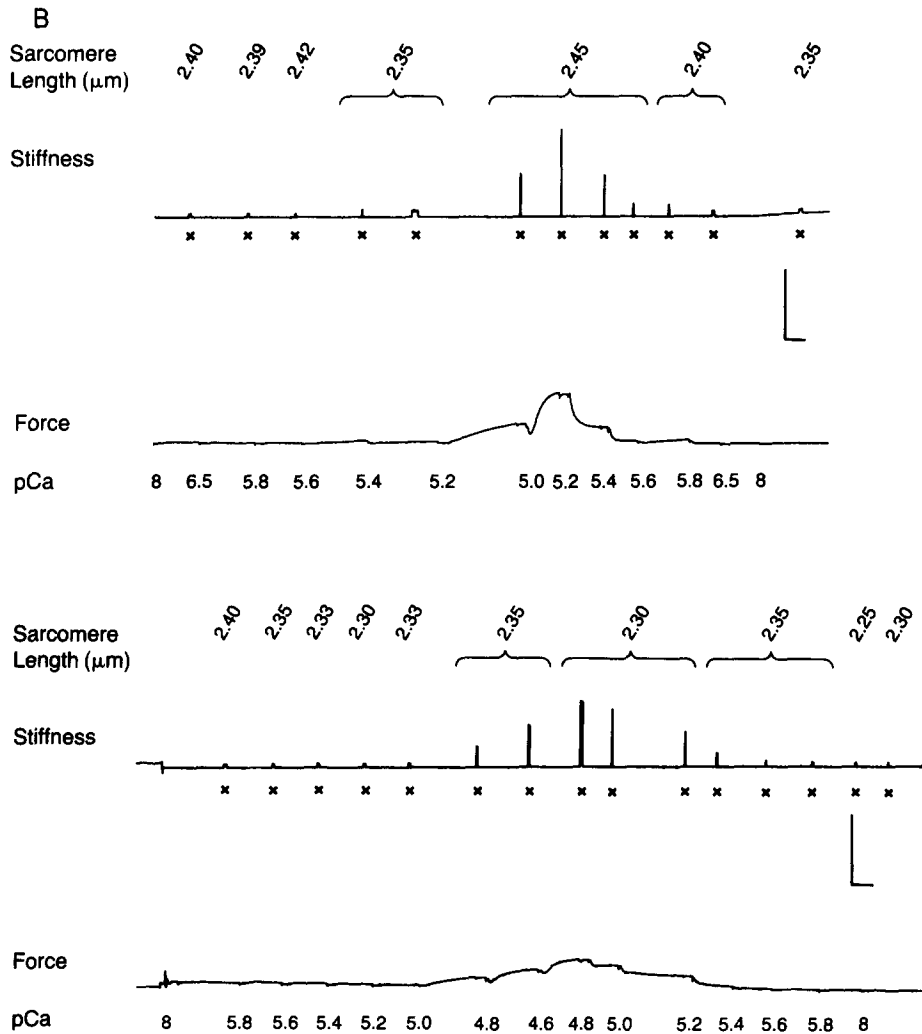 B
Sarcomere Length (μm) 2.40 2.39 2.42 2.35 2.45 2.40 2.35
Stiffness
x x x x x x x x x x x x
Force
pCa 8 6.5 5.8 5.6 5.4 5.2 5.0 5.2 5.4 5.6 5.8 6.5 8
Sarcomere Length (μm) 2.40 2.35 2.33 2.30 2.33 2.35 2.30 2.35 2.25 2.30
Stiffness
x x x x x x x x x x x x x x
Force
pCa 8 5.8 5.6 5.4 5.2 5.0 4.8 4.6 4.8 5.0 5.2 5.4 5.6 5.8 8